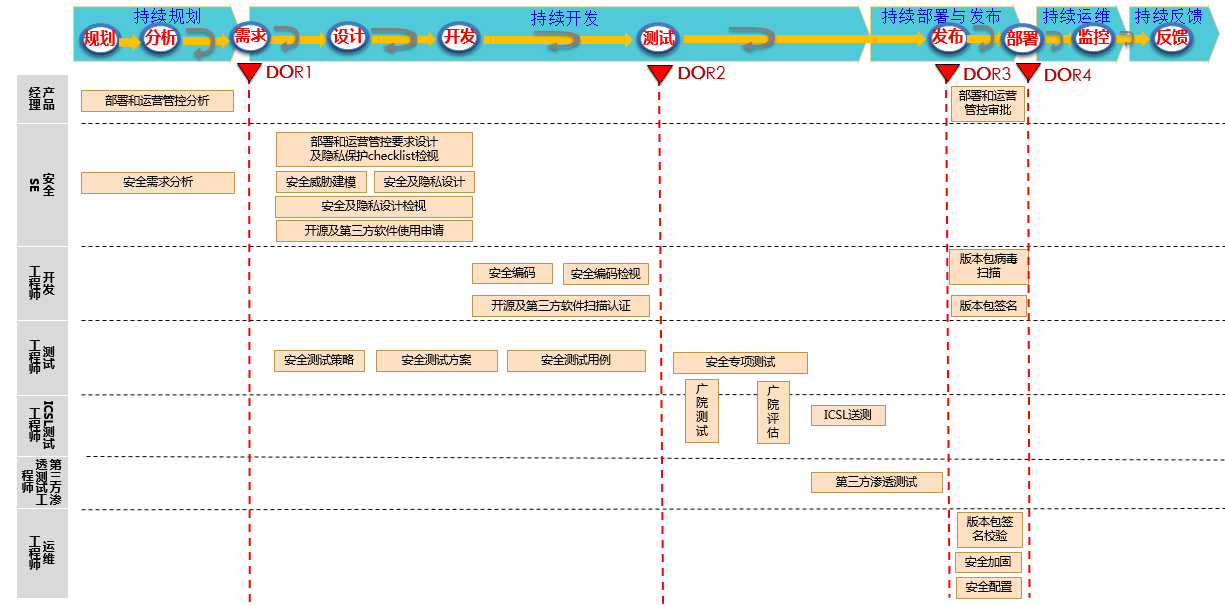 持续规划
持续开发
持续部署与发布
持续运维
持续反馈
规划
分析
需求
设计
开发
测试
发布
部署
监控
反馈
DOR1
DOR2
DOR3
DOR4
产品
经理
部署和运营管控分析
部署和运营
管控审批
安全
SE
安全需求分析
部署和运营管控要求设计
及隐私保护checklist检视
安全威胁建模
安全及隐私设计
安全及隐私设计检视
开源及第三方软件使用申请
开发
工程师
安全编码
安全编码检视
开源及第三方软件扫描认证
版本包病毒
扫描
版本包签名
测试
工程师
安全测试策略
安全测试方案
安全测试用例
安全专项测试
广院测试
广院评估
ICSL测试
工程师
ICSL送测
第三方渗
透测试工
程师
第三方渗透测试
运维
工程师
版本包签
名校验
安全加固
安全配置